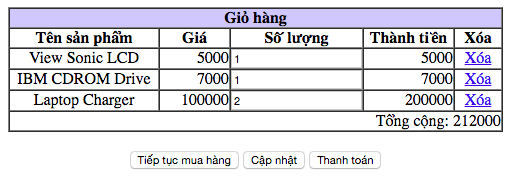 Giỏ hàng
Tên sản phẩm Giá Số lượng Thành tiền Xóa
View Sonic LCD 5000 1 5000 Xóa
IBM CDROM Drive 7000 1 7000 Xóa
Laptop Charger 100000 2 200000 Xóa
Tổng cộng: 212000
Tiếp tục mua hàng Cập nhật Thanh toán